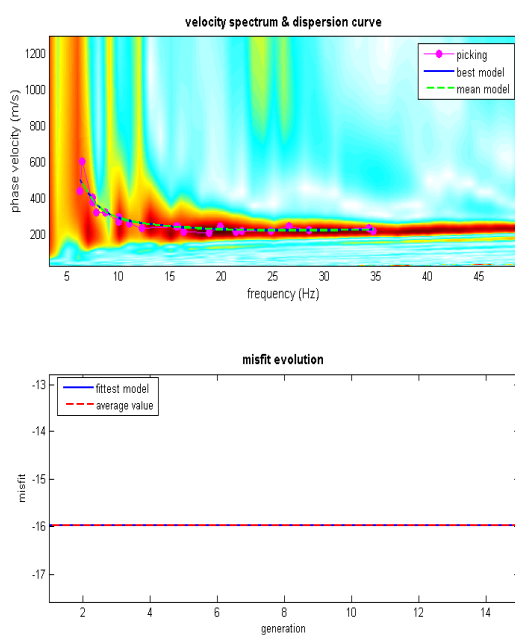 velocity spectrum & dispersion curve
phase velocity (m/s)
1200
1000
800
600
400
200
picking
best model
mean model
5 10 15 20 25 30 35 40 45
frequency (Hz)
misfit evolution
misfit
-13
-14
-15
-16
-17
fittest model
average value
2 4 6 8 10 12 14
generation